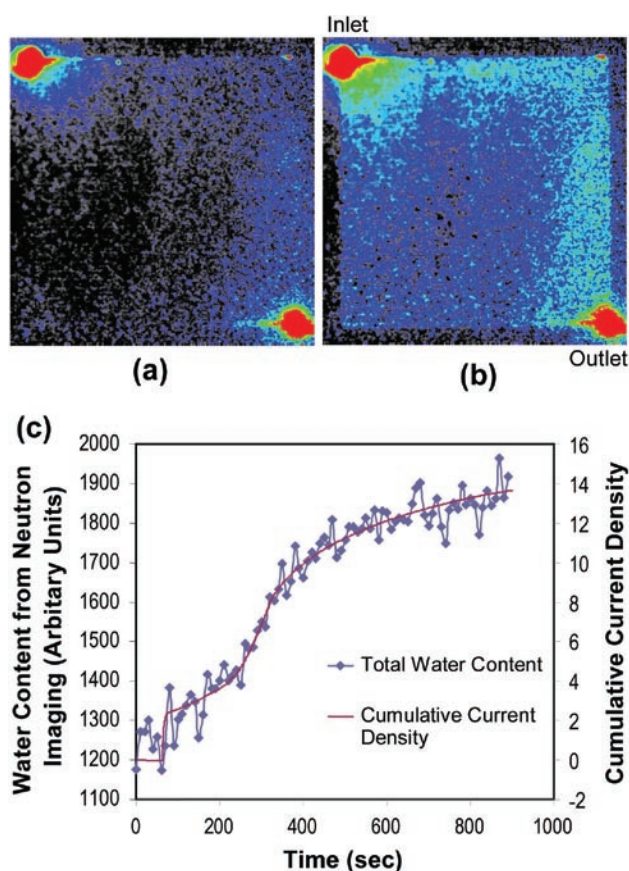 Inlet
Outlet
(a)
(b)
(c)
Water Content from Neutron
Imaging (Arbitary Units)
2000
1900
1800
1700
1600
1500
1400
1300
1200
1100
Total Water Content
Cumulative Current
Density
16
14
12
10
8
6
4
2
0
-2
Cumulative Current
Density
0
200
400
600
800
1000
Time (sec)